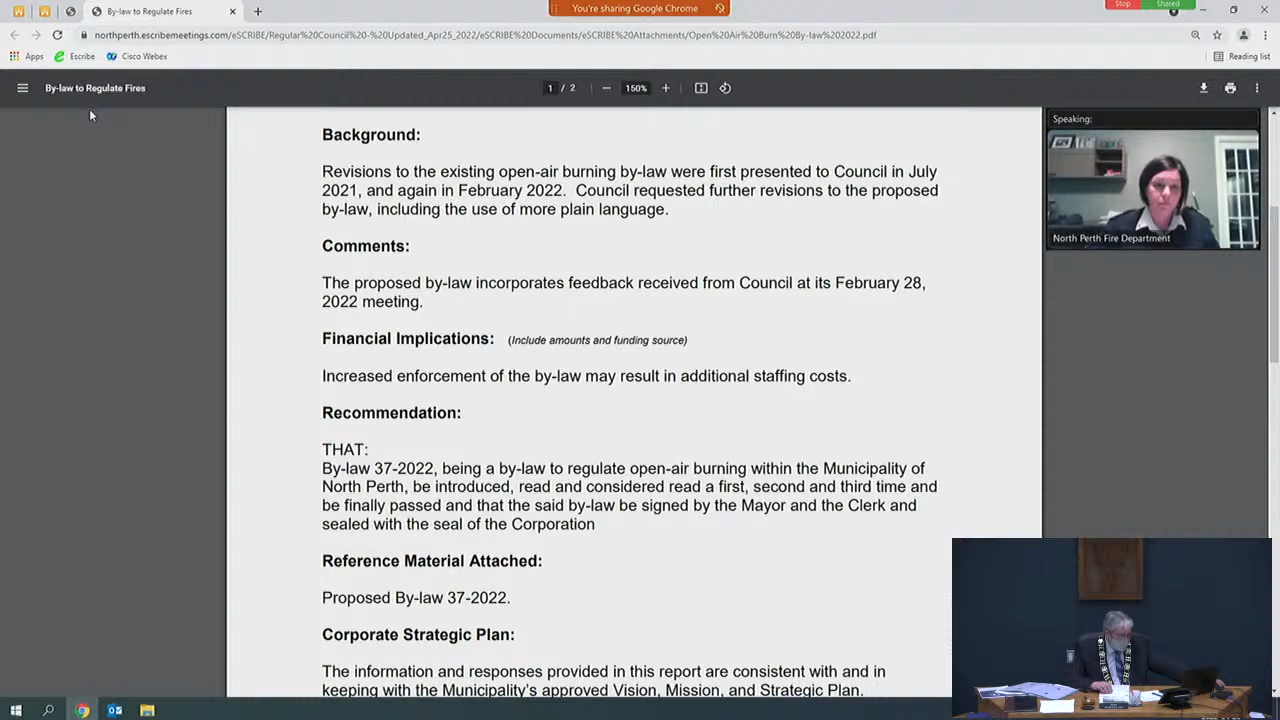 By-law to Regulate Fires
You're sharing Google Chrome
Stop Shared
northperth.escribemeetings.com/eSCRIBE/Regular%20Council%20-%20Updated_Apr25_2022/eSCRIBE%20Documents/eSCRIBE%20Attachments/Open%20Air%20Burn%20By-law%202022.pdf
Apps Escribe Cisco Webex Reading list
By-law to Regulate Fires 1 / 2 150%
Speaking:
North Perth Fire Department
Background:
Revisions to the existing open-air burning by-law were first presented to Council in July
2021, and again in February 2022. Council requested further revisions to the proposed
by-law, including the use of more plain language.
Comments:
The proposed by-law incorporates feedback received from Council at its February 28,
2022 meeting.
Financial Implications: (Include amounts and funding source)
Increased enforcement of the by-law may result in additional staffing costs.
Recommendation:
THAT:
By-law 37-2022, being a by-law to regulate open-air burning within the Municipality of
North Perth, be introduced, read and considered read a first, second and third time and
be finally passed and that the said by-law be signed by the Mayor and the Clerk and
sealed with the seal of the Corporation
Reference Material Attached:
Proposed By-law 37-2022.
Corporate Strategic Plan:
The information and responses provided in this report are consistent with and in
keeping with the Municipality's approved Vision, Mission, and Strategic Plan.